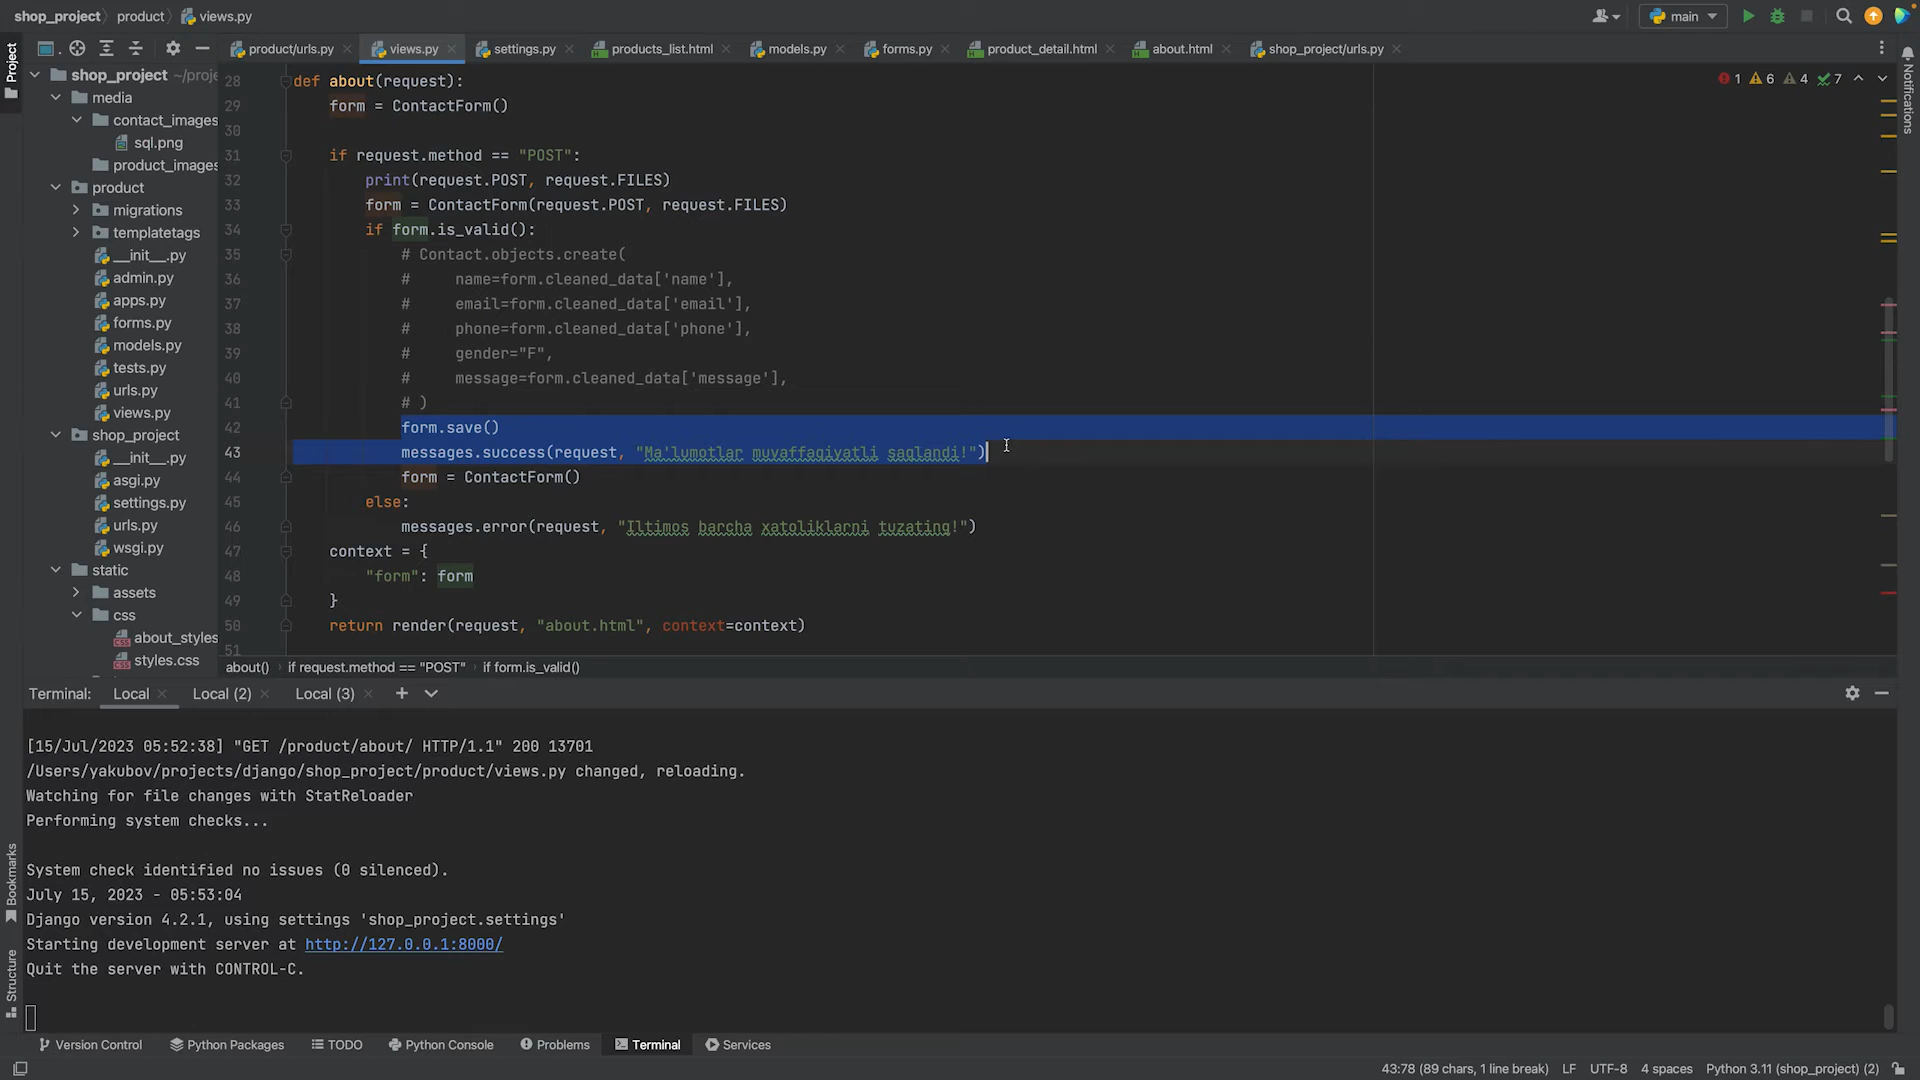 shop_project product views.py
main
Project
product/urls.py views.py settings.py products_list.html models.py forms.py product_detail.html about.html shop_project/urls.py
Notifications
shop_project ~/proje
media
contact_images
sql.png
product_images
product
migrations
templatetags
__init__.py
admin.py
apps.py
forms.py
models.py
tests.py
urls.py
views.py
shop_project
__init__.py
asgi.py
settings.py
urls.py
wsgi.py
static
assets
css
about_styles
styles.css
1 6 4 7
28 def about(request):
29 form = ContactForm()
30
31 if request.method == "POST":
32 print(request.POST, request.FILES)
33 form = ContactForm(request.POST, request.FILES)
34 if form.is_valid():
35 # Contact.objects.create(
36 # name=form.cleaned_data['name'],
37 # email=form.cleaned_data['email'],
38 # phone=form.cleaned_data['phone'],
39 # gender="F",
40 # message=form.cleaned_data['message'],
41 # )
42 form.save()
43 messages.success(request, "Ma'lumotlar muvaffaqiyatli saqlandi!")
44 form = ContactForm()
45 else:
46 messages.error(request, "Iltimos barcha xatoliklarni tuzating!")
47 context = {
48 "form": form
49 }
50 return render(request, "about.html", context=context)
51
about() if request.method == "POST" if form.is_valid()
Terminal: Local Local (2) Local (3)
[15/Jul/2023 05:52:38] "GET /product/about/ HTTP/1.1" 200 13701
/Users/yakubov/projects/django/shop_project/product/views.py changed, reloading.
Watching for file changes with StatReloader
Performing system checks...
System check identified no issues (0 silenced).
July 15, 2023 - 05:53:04
Django version 4.2.1, using settings 'shop_project.settings'
Starting development server at http://127.0.0.1:8000/
Quit the server with CONTROL-C.
Bookmarks
Structure
Version Control Python Packages TODO Python Console Problems Terminal Services
43:78 (89 chars, 1 line break) LF UTF-8 4 spaces Python 3.11 (shop_project) (2)